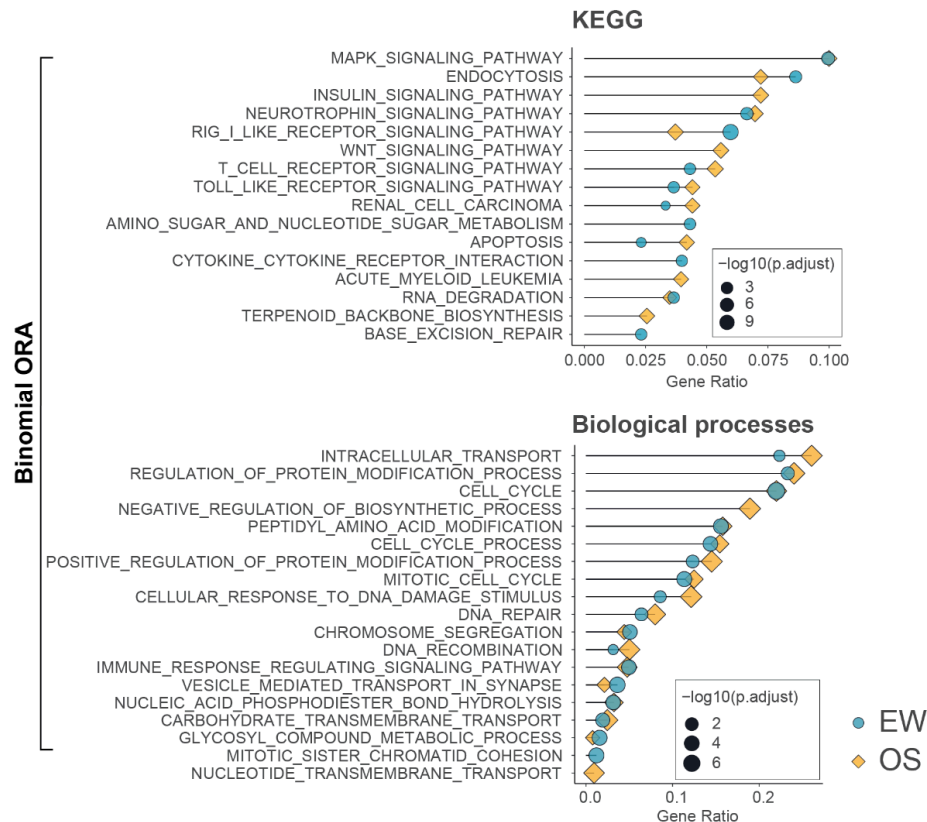 KEGG
MAPK_SIGNALING_PATHWAY
ENDOCYTOSIS
INSULIN_SIGNALING_PATHWAY
NEUROTROPHIN_SIGNALING_PATHWAY
RIG_I_LIKE_RECEPTOR_SIGNALING_PATHWAY
WNT_SIGNALING_PATHWAY
T_CELL_RECEPTOR_SIGNALING_PATHWAY
TOLL_LIKE_RECEPTOR_SIGNALING_PATHWAY
RENAL_CELL_CARCINOMA
AMINO_SUGAR_AND_NUCLEOTIDE_SUGAR_METABOLISM
APOPTOSIS
CYTOKINE_CYTOKINE_RECEPTOR_INTERACTION
ACUTE_MYELOID_LEUKEMIA
RNA_DEGRADATION
TERPENOID_BACKBONE_BIOSYNTHESIS
BASE_EXCISION_REPAIR
−log10(p.adjust)
3
6
9
0.000 0.025 0.050 0.075 0.100
Gene Ratio
Binomial ORA
Biological processes
INTRACELLULAR_TRANSPORT
REGULATION_OF_PROTEIN_MODIFICATION_PROCESS
CELL_CYCLE
NEGATIVE_REGULATION_OF_BIOSYNTHETIC_PROCESS
PEPTIDYL_AMINO_ACID_MODIFICATION
CELL_CYCLE_PROCESS
POSITIVE_REGULATION_OF_PROTEIN_MODIFICATION_PROCESS
MITOTIC_CELL_CYCLE
CELLULAR_RESPONSE_TO_DNA_DAMAGE_STIMULUS
DNA_REPAIR
CHROMOSOME_SEGREGATION
DNA_RECOMBINATION
IMMUNE_RESPONSE_REGULATING_SIGNALING_PATHWAY
VESICLE_MEDIATED_TRANSPORT_IN_SYNAPSE
NUCLEIC_ACID_PHOSPHODIESTER_BOND_HYDROLYSIS
CARBOHYDRATE_TRANSMEMBRANE_TRANSPORT
GLYCOSYL_COMPOUND_METABOLIC_PROCESS
MITOTIC_SISTER_CHROMATID_COHESION
NUCLEOTIDE_TRANSMEMBRANE_TRANSPORT
−log10(p.adjust)
2
4
6
EW
OS
0.0 0.1 0.2
Gene Ratio